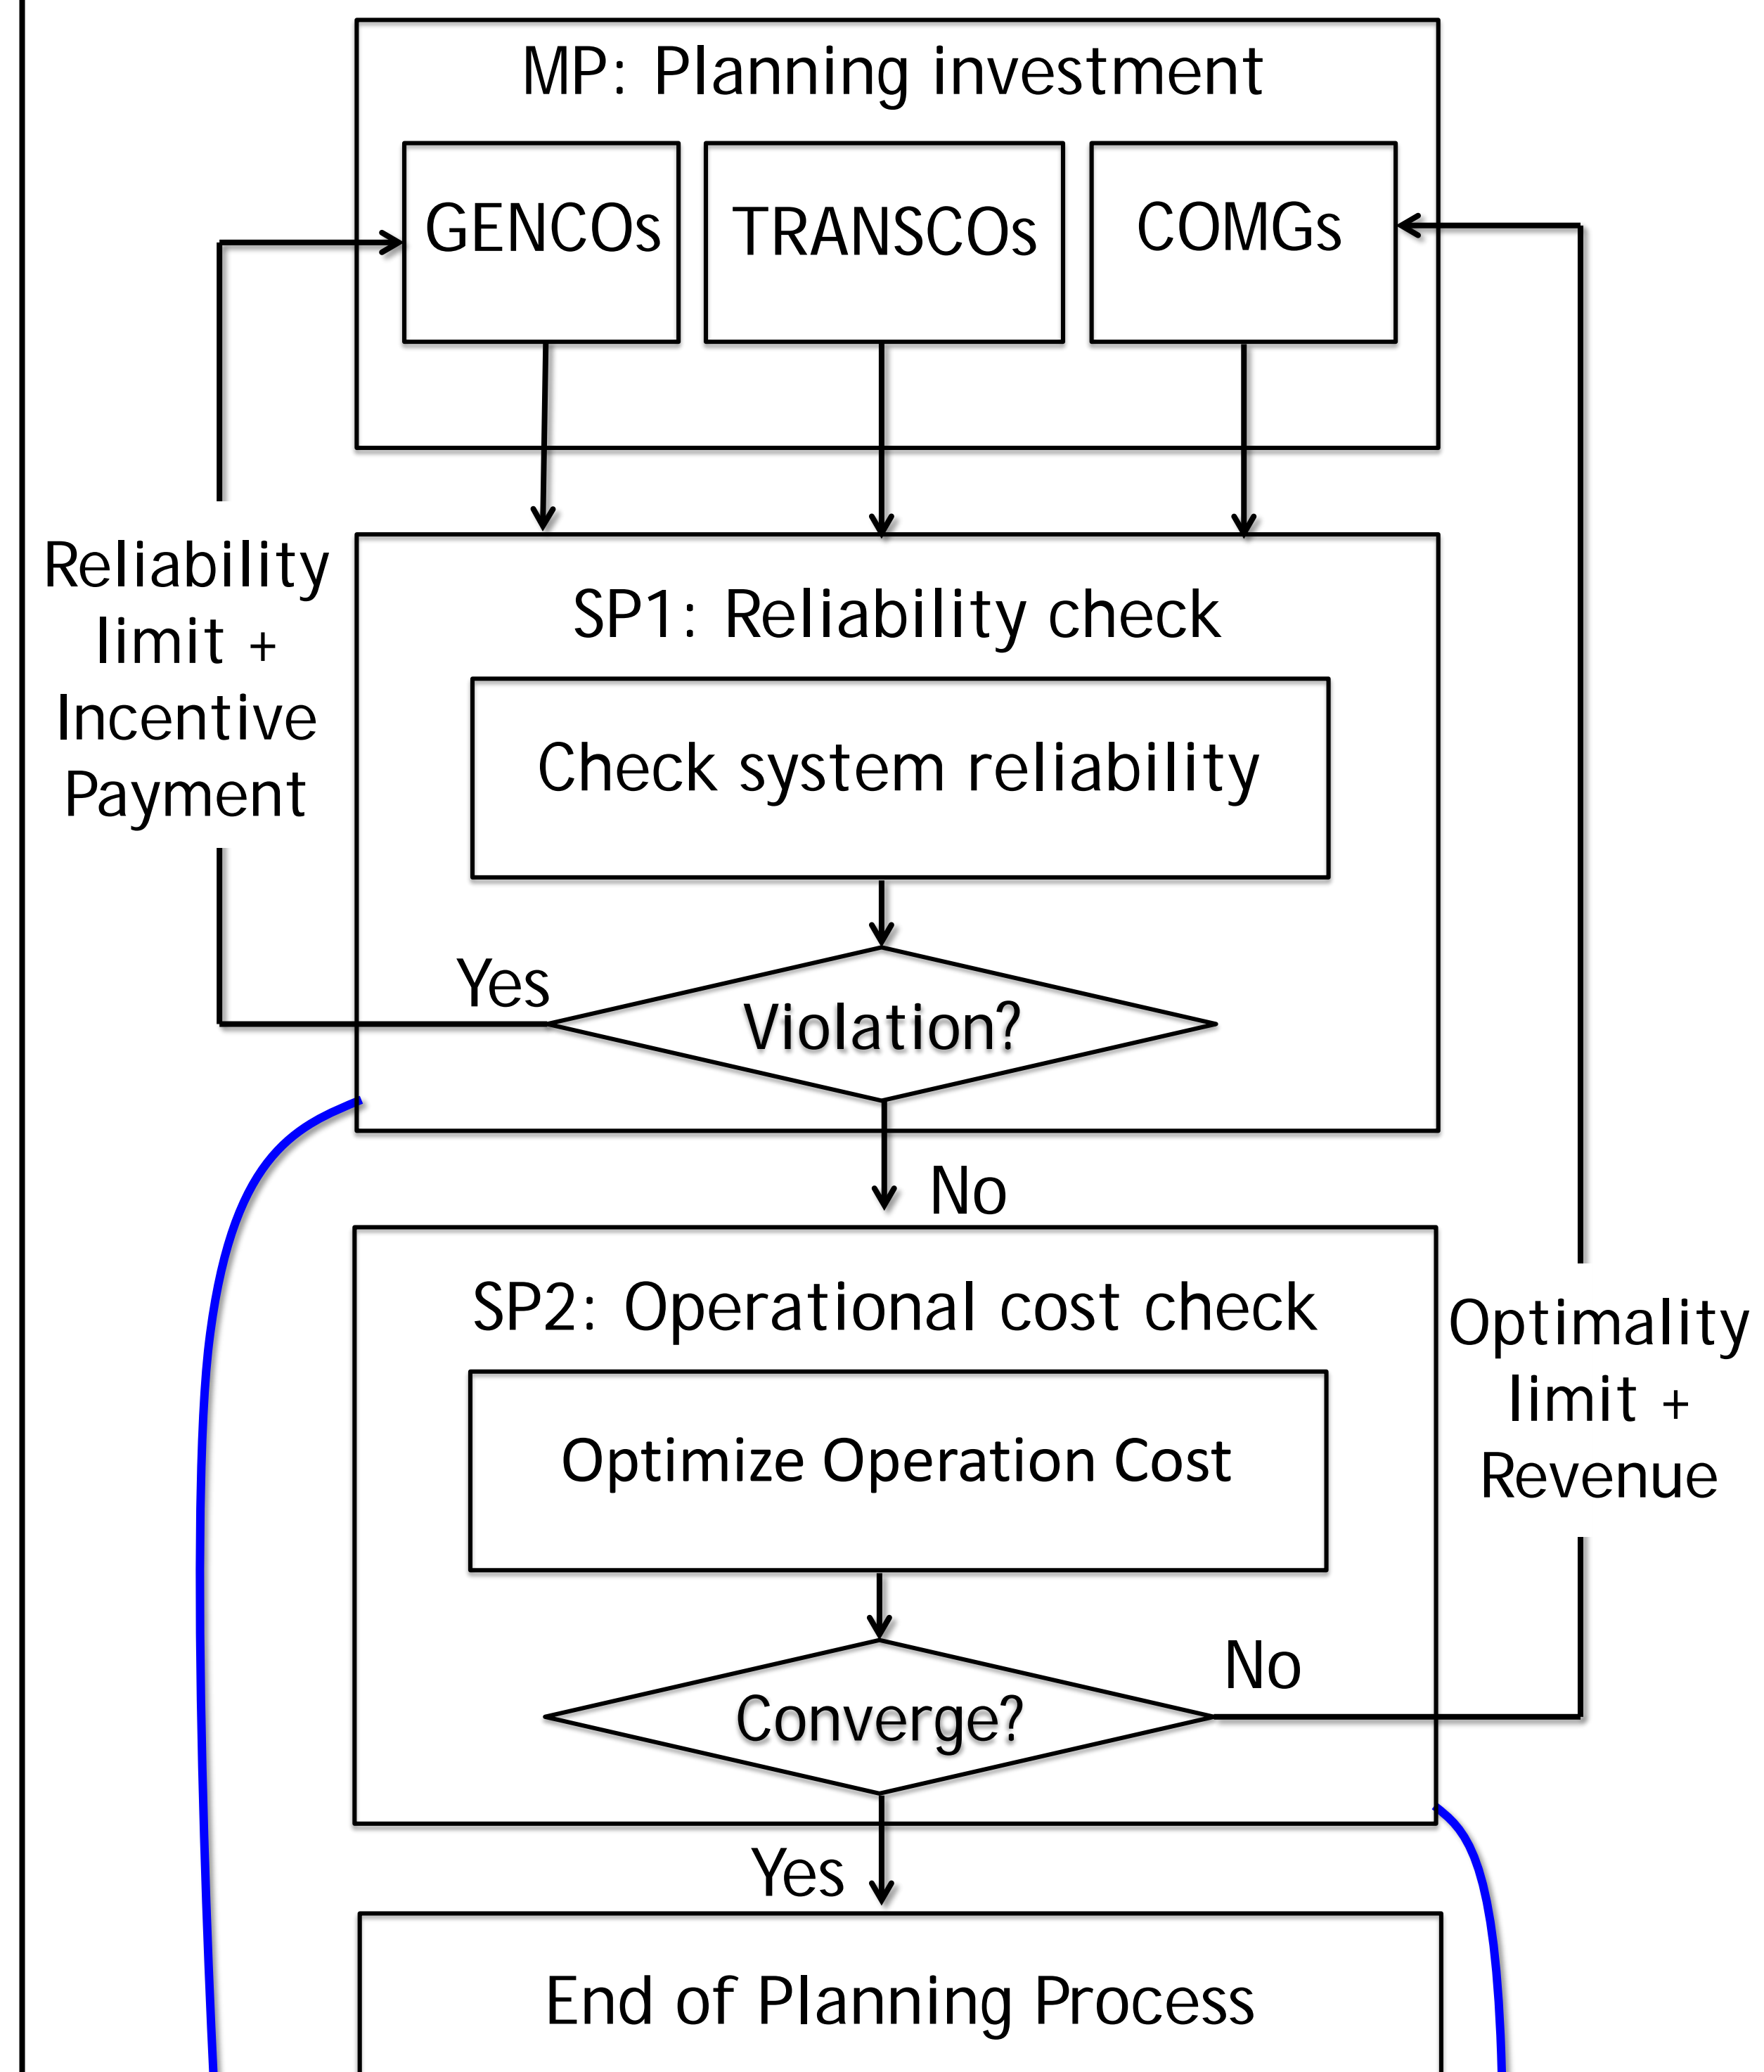 MP: Planning investment
GENCOs
TRANSCOs
COMGs
Reliability
limit +
Incentive
Payment
SP1: Reliability check
Check system reliability
Yes
Violation?
No
SP2: Operational cost check
Optimize Operation Cost
Optimality
limit +
Revenue
No
Converge?
Yes
End of Planning Process